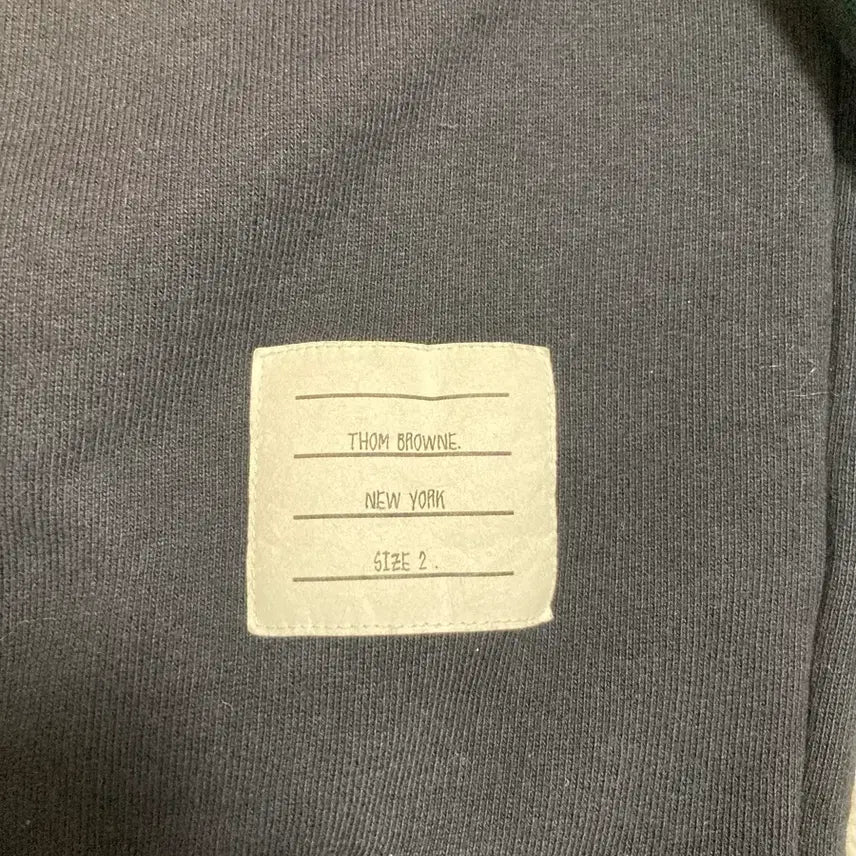 THOM BROWNE.
NEW YORK
SIZE 2 .